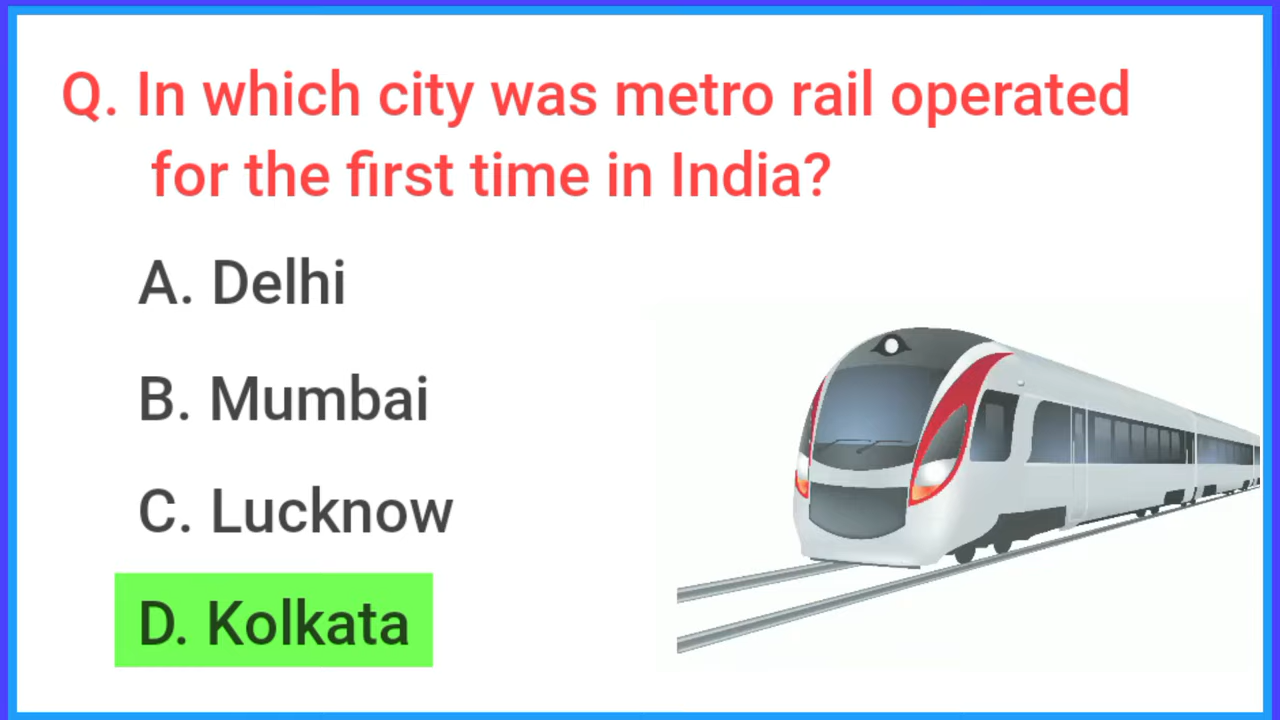 Q. In which city was metro rail operated
for the first time in India?
A. Delhi
B. Mumbai
C. Lucknow
D. Kolkata